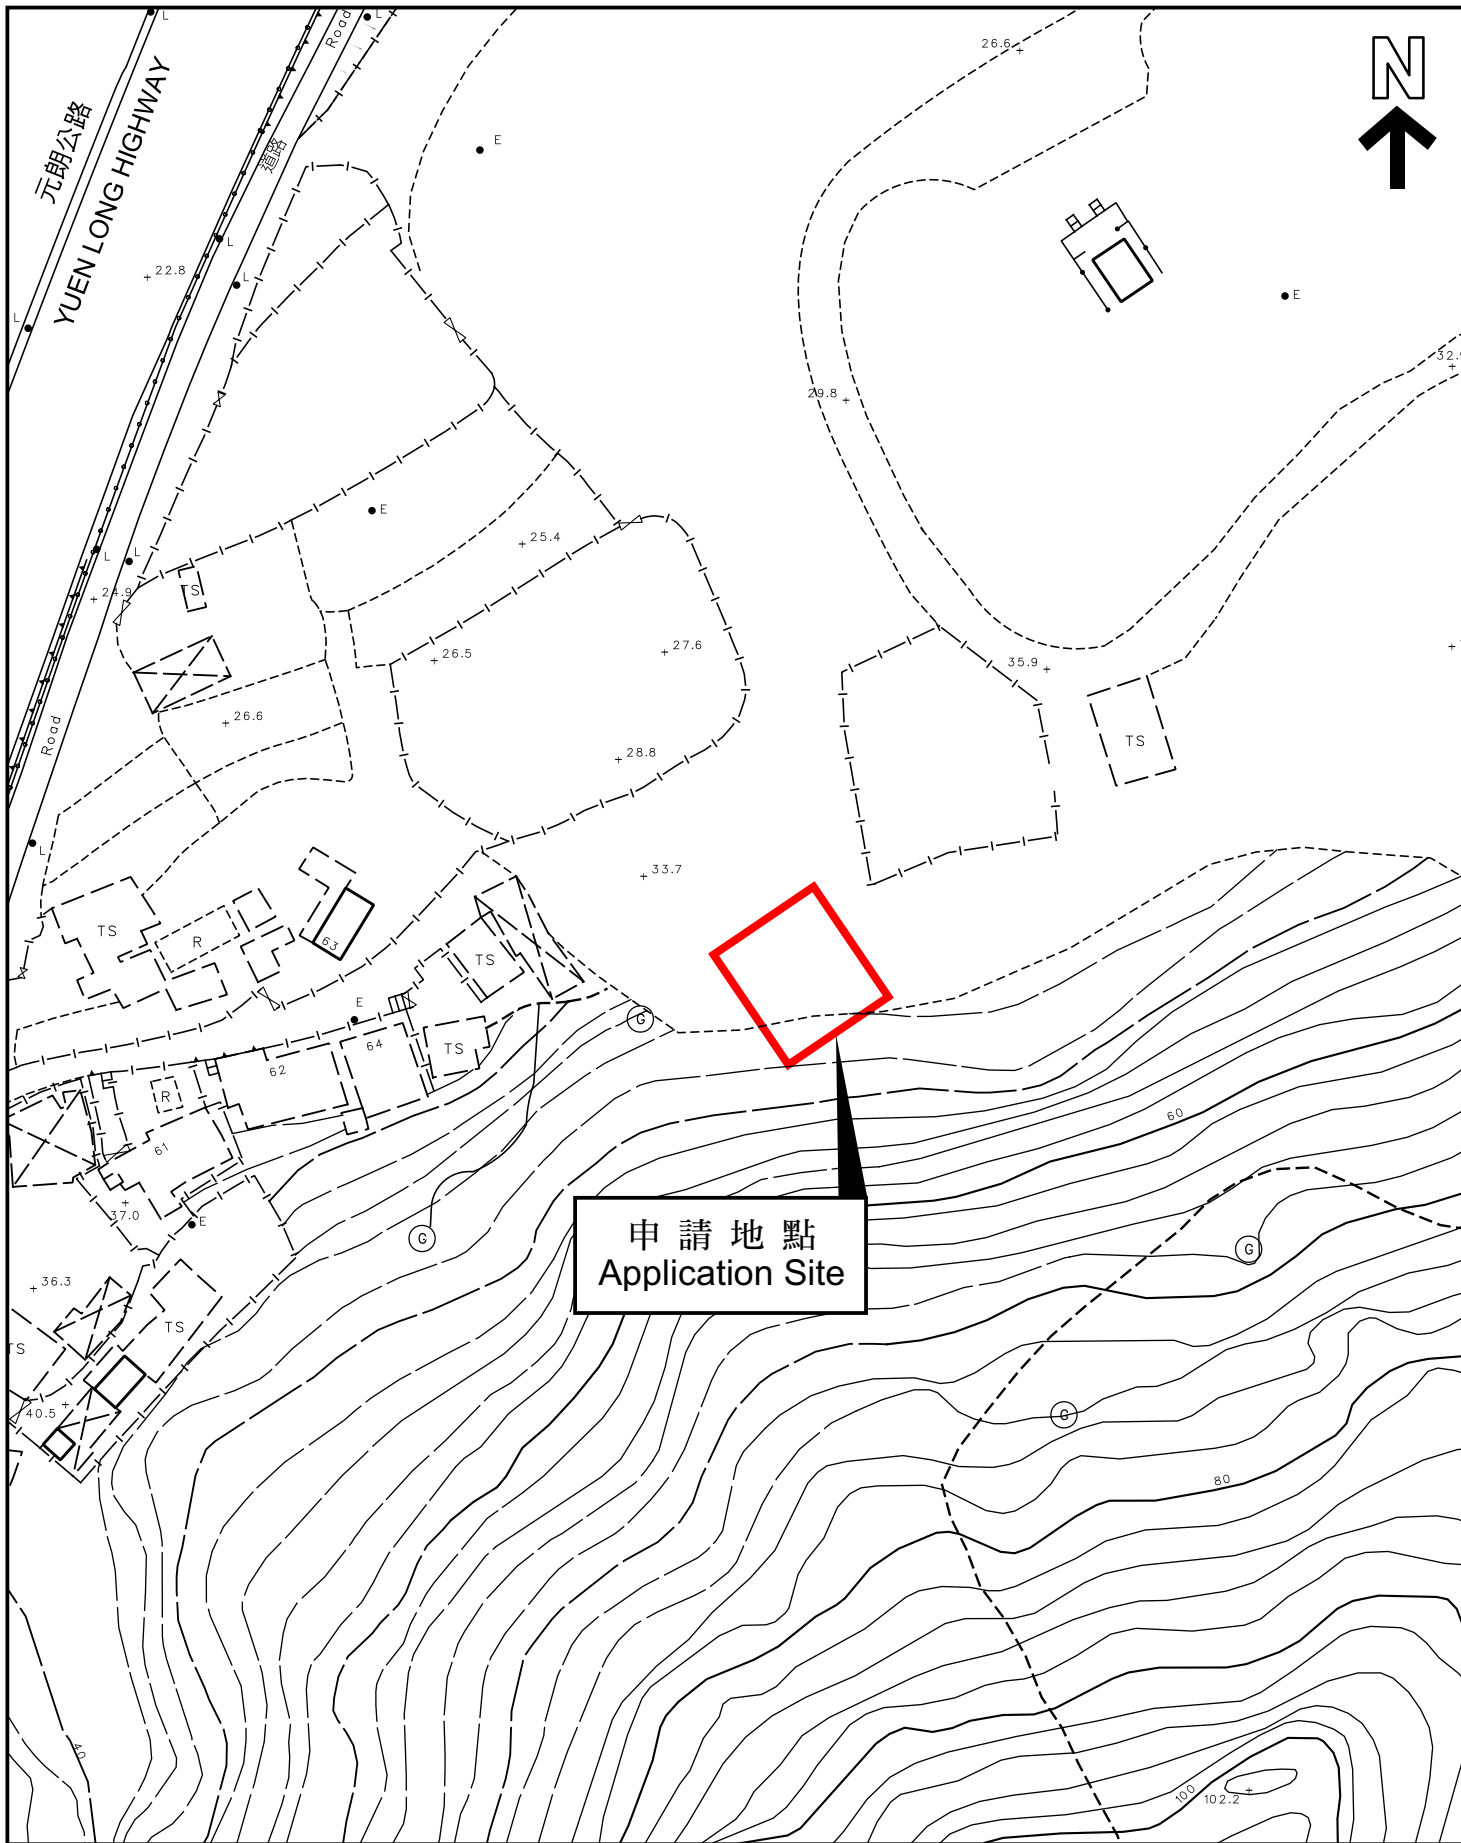 Road
L
L
26.6
N
元朗公路
YUEN LONG HIGHWAY
道路
E
L
22.8
L
E
L
32.9
29.8
E
25.4
L
L
24.9
TS
26.5
27.6
35.9
26.6
Road
TS
28.8
L
33.7
TS
R
63
TS
E
G
64
TS
62
R
60
61
37.0
E
G
申請地點
Application Site
G
36.3
TS
TS
40.5
G
80
40
100
102.2